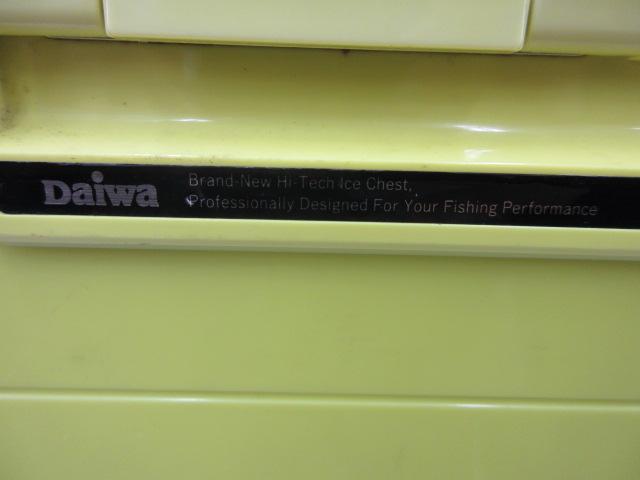 Daiwa
Brand-New Hi-Tech Ice Chest,
Professionally Designed For Your Fishing Performance